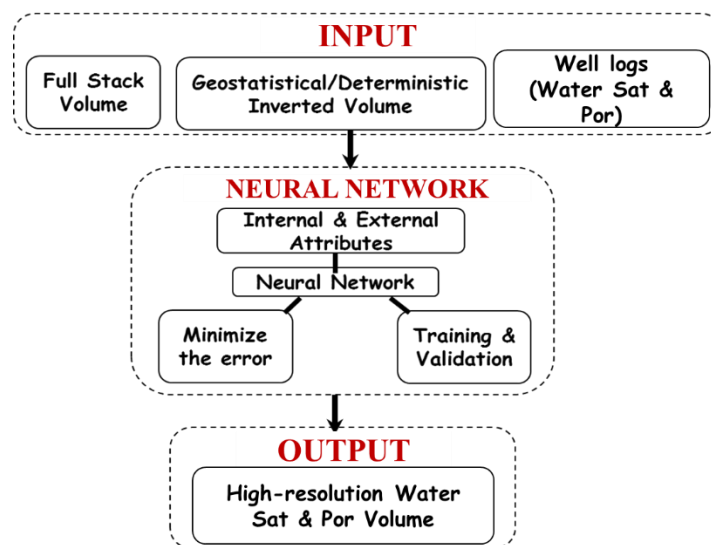 INPUT
Full Stack
Volume
Geostatistical/Deterministic
Inverted Volume
Well logs
(Water Sat &
Por)
NEURAL NETWORK
Internal & External
Attributes
Neural Network
Minimize
the error
Training &
Validation
OUTPUT
High-resolution Water
Sat & Por Volume